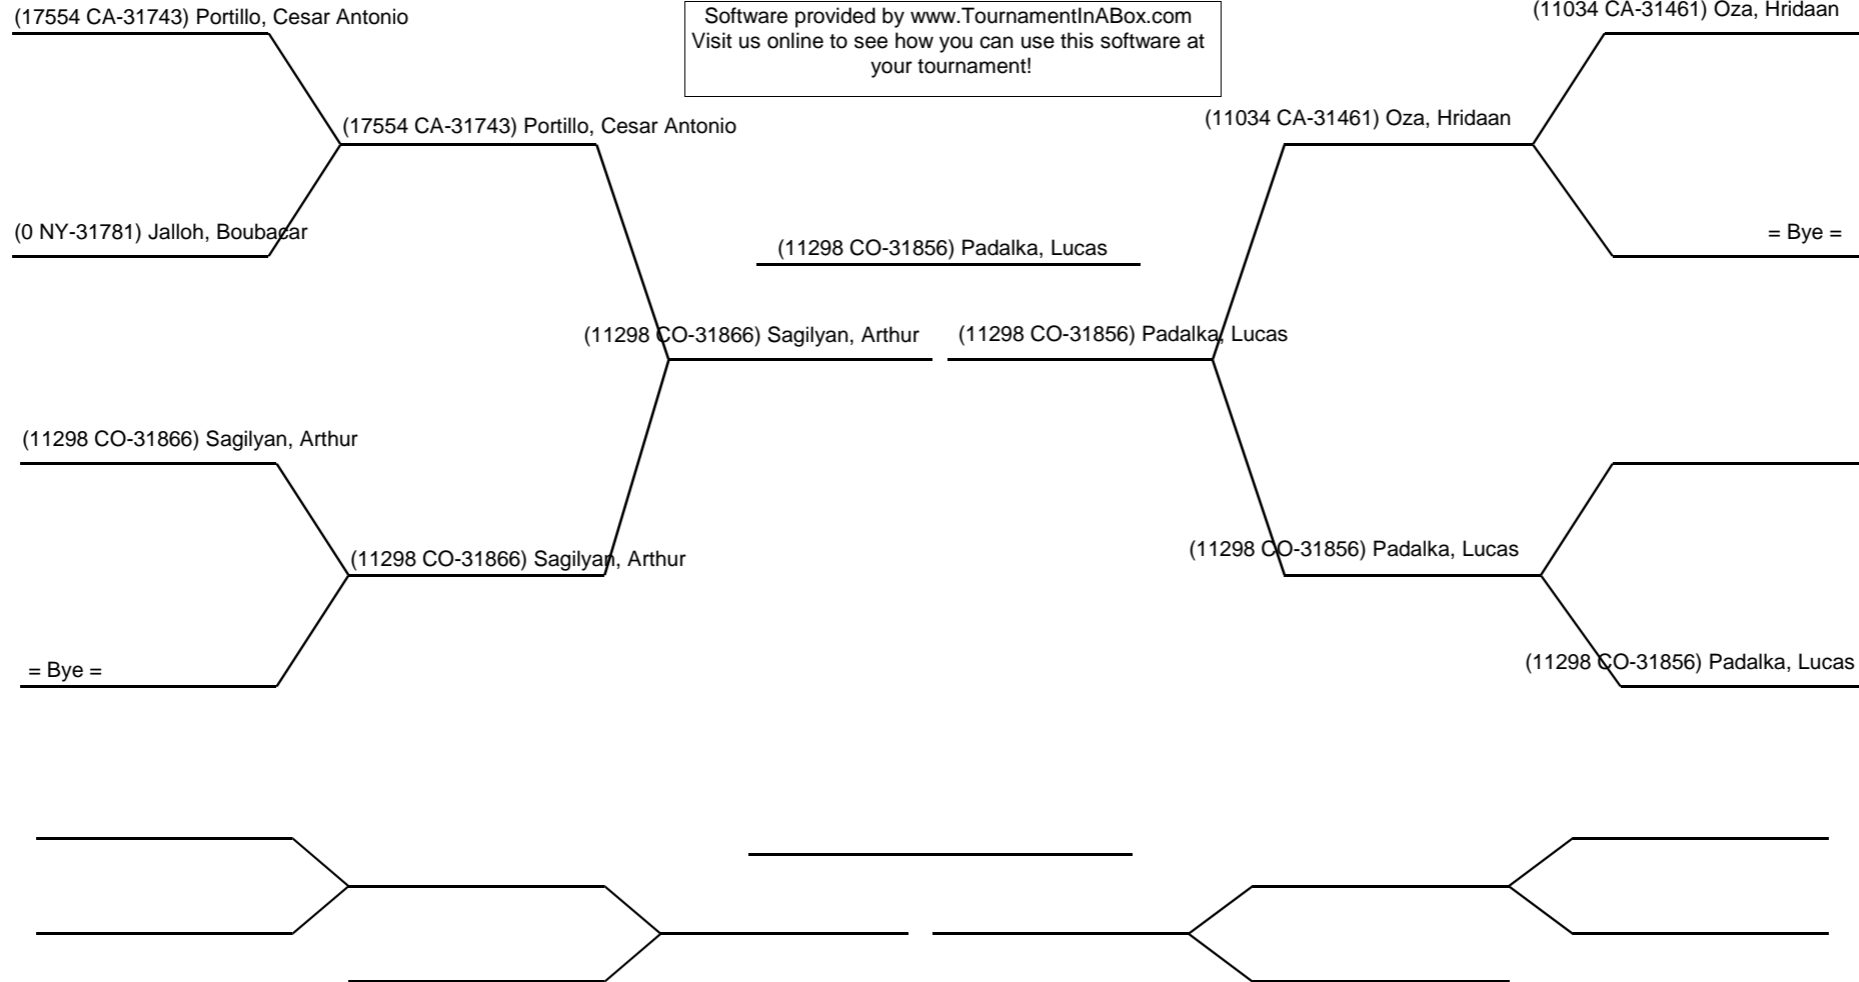 (17554 CA-31743) Portillo, Cesar Antonio
Software provided by www.TournamentInABox.com
Visit us online to see how you can use this software at
your tournament!
(11034 CA-31461) Oza, Hridaan
(17554 CA-31743) Portillo, Cesar Antonio
(11034 CA-31461) Oza, Hridaan
(0 NY-31781) Jalloh, Boubacar
= Bye =
(11298 CO-31856) Padalka, Lucas
(11298 CO-31866) Sagilyan, Arthur
(11298 CO-31856) Padalka, Lucas
(11298 CO-31866) Sagilyan, Arthur
(11298 CO-31866) Sagilyan, Arthur
(11298 CO-31856) Padalka, Lucas
= Bye =
(11298 CO-31856) Padalka, Lucas